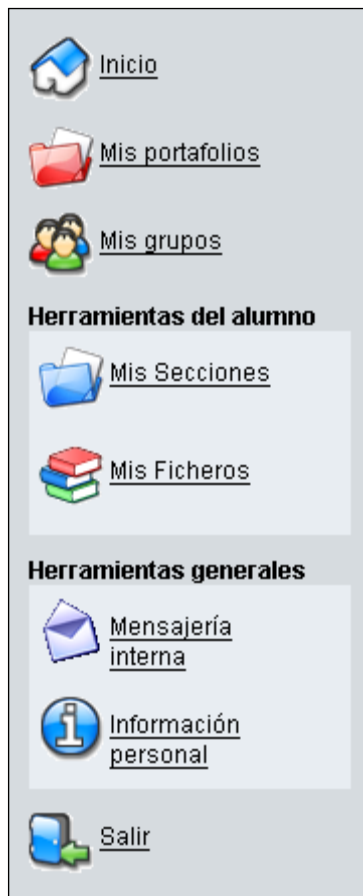 Inicio
Mis portafolios
Mis grupos
Herramientas del alumno
Mis Secciones
Mis Ficheros
Herramientas generales
Mensajería
interna
Información
personal
Salir